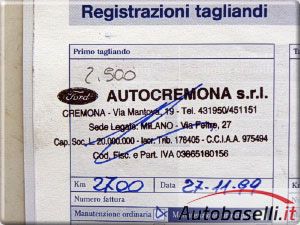 Registrazioni tagliandi
Primo tagliando
2.500
Ford AUTOCREMONA s.r.l.
CREMONA - Via Mantova, 19 - Tel. 431950/451151
Sede Legale: MILANO - Via Feltre, 27
Cap. Soc. L. 20.000.000 - Iscr. Trib. 178405 - C.C.I.A.A. 975494
Cod. Fisc. e Part. IVA 03665180156
Km 2700 Data 27-11-89
Numero fattura
Manutenzione ordinaria
Autobaselli.it